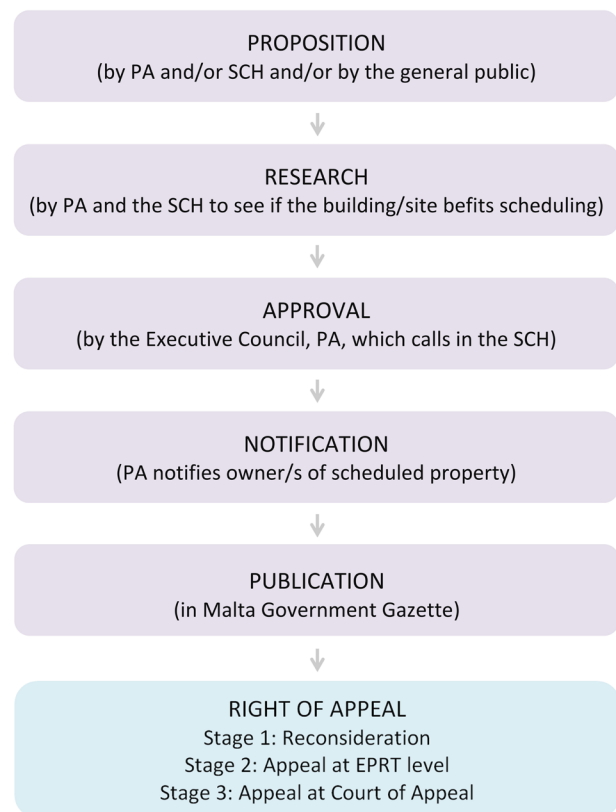 PROPOSITION
(by PA and/or SCH and/or by the general public)
RESEARCH
(by PA and the SCH to see if the building/site befits scheduling)
APPROVAL
(by the Executive Council, PA, which calls in the SCH)
NOTIFICATION
(PA notifies owner/s of scheduled property)
PUBLICATION
(in Malta Government Gazette)
RIGHT OF APPEAL
Stage 1: Reconsideration
Stage 2: Appeal at EPRT level
Stage 3: Appeal at Court of Appeal